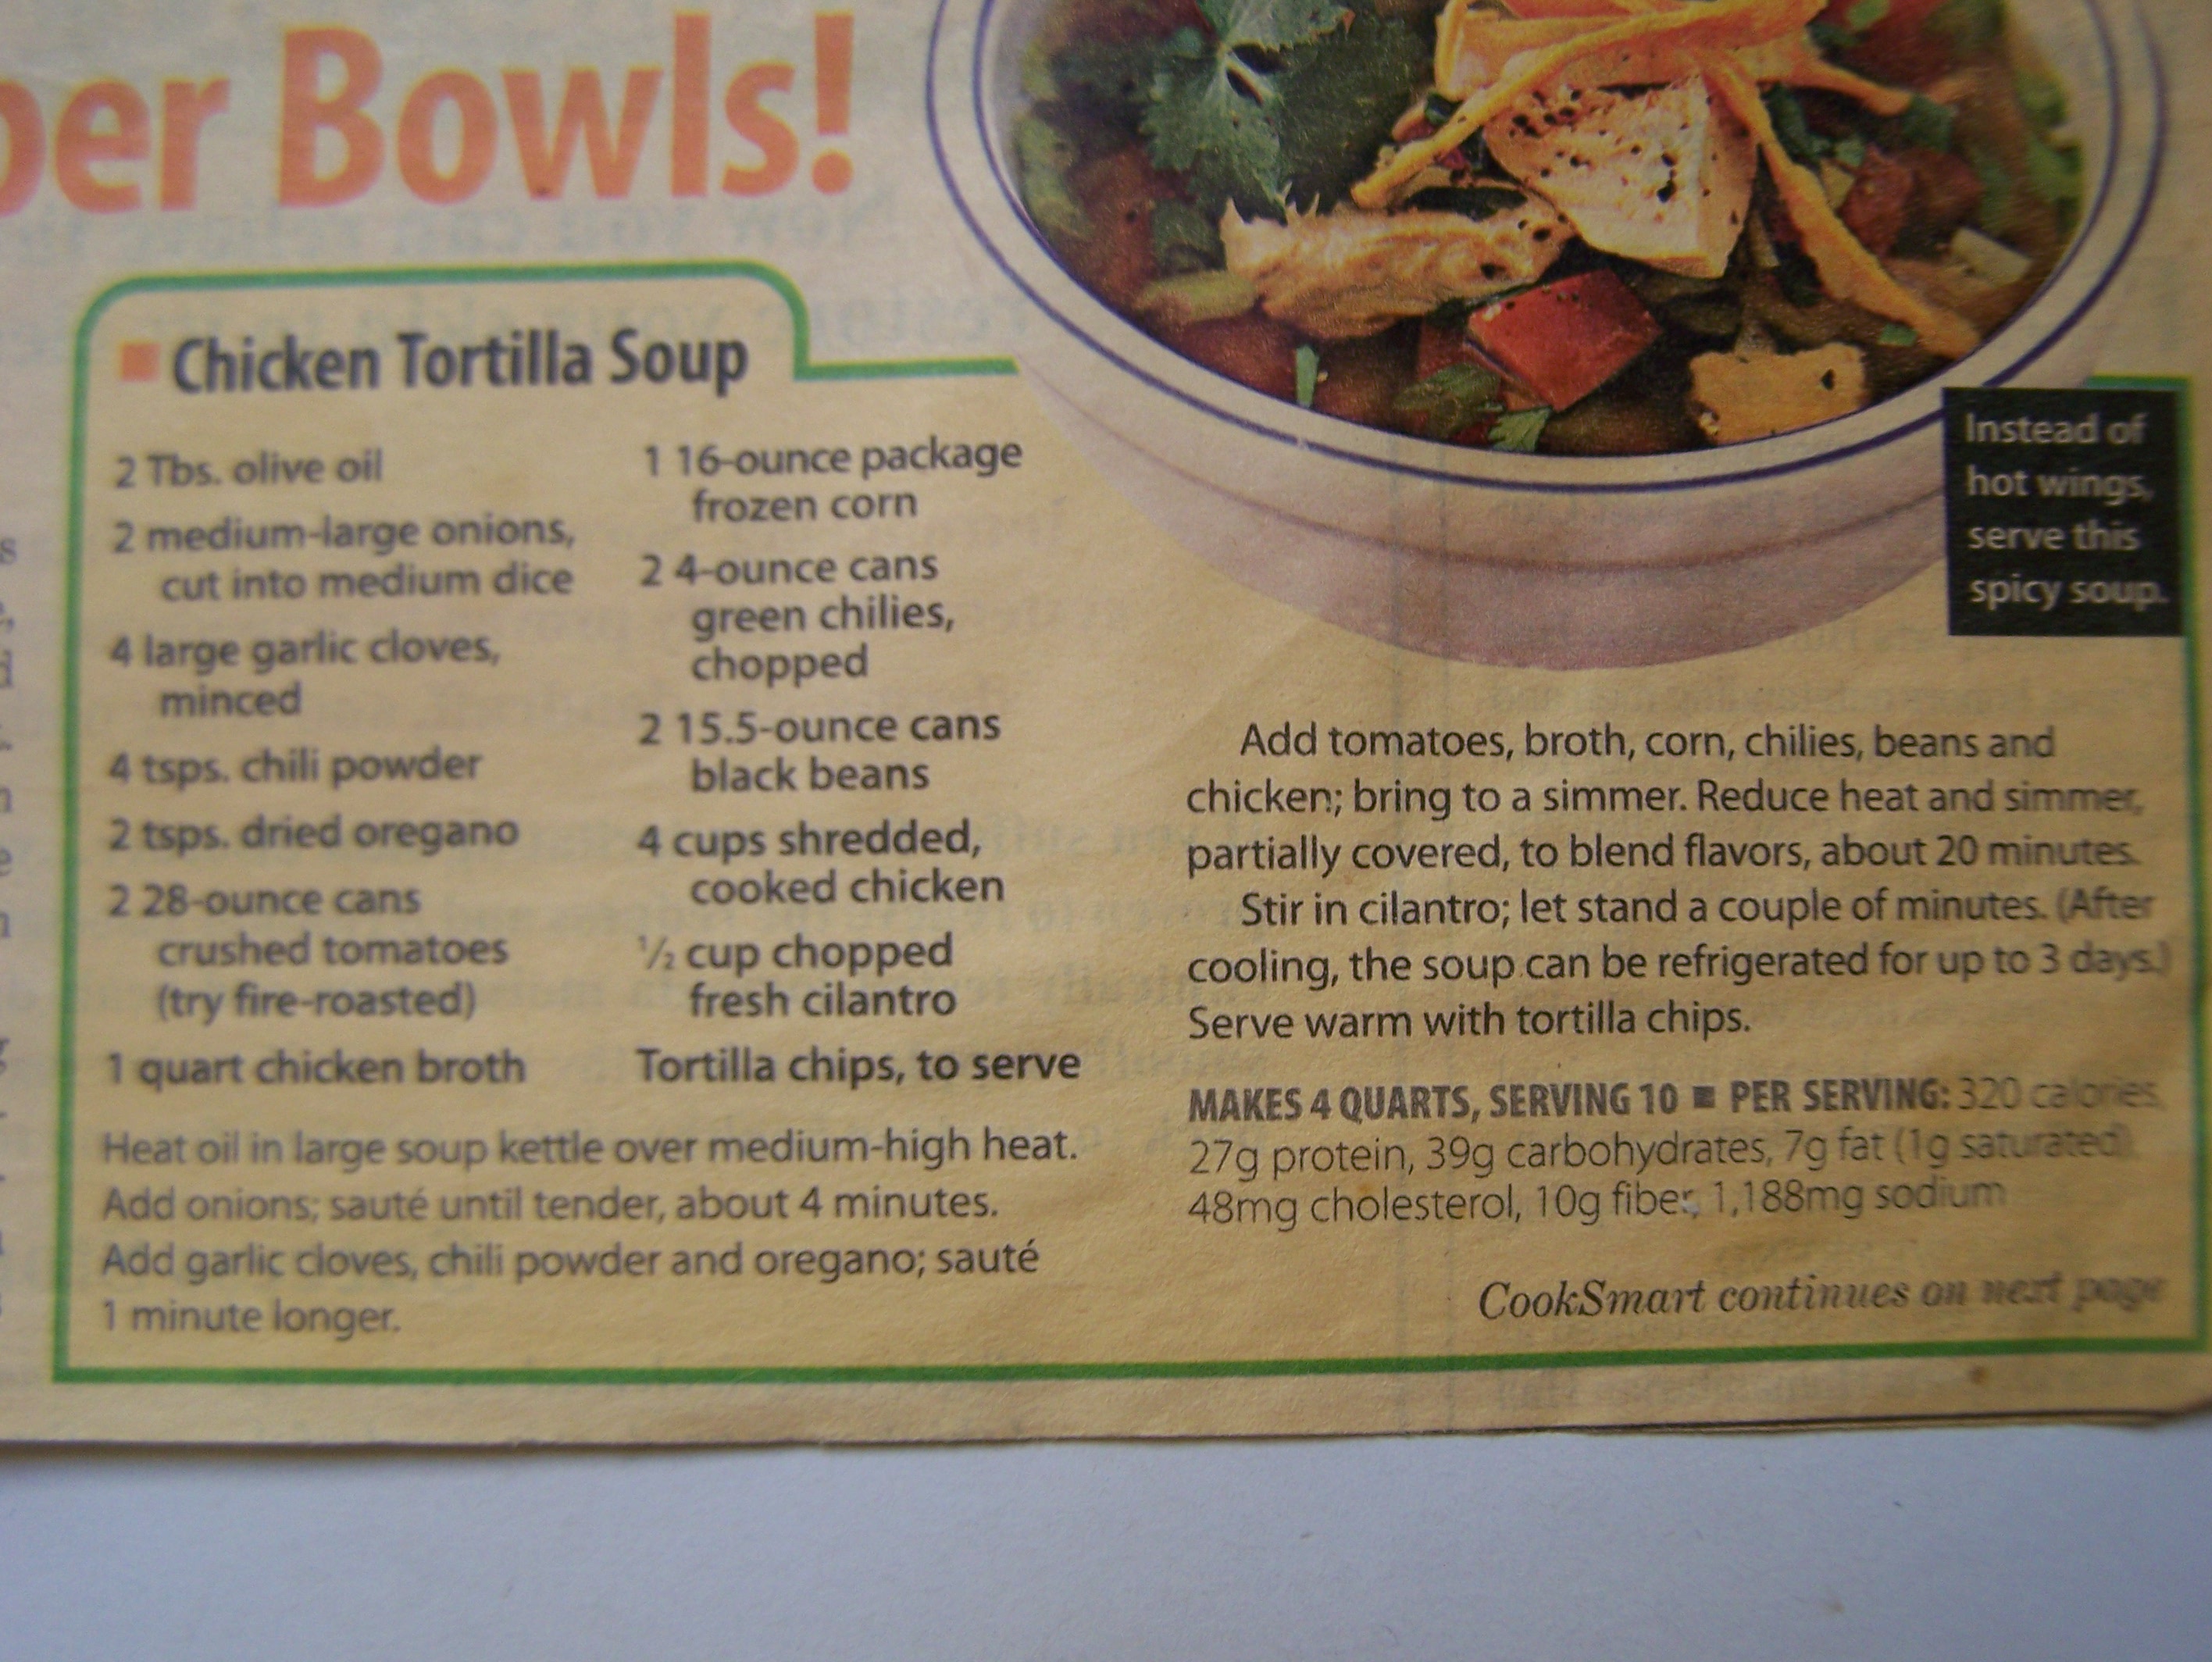 per Bowls!
Chicken Tortilla Soup
2 Tbs. olive oil
2 medium-large onions,
cut into medium dice
4 large garlic cloves,
minced
4 tsps. chili powder
2 tsps. dried oregano
2 28-ounce cans
crushed tomatoes
(try fire-roasted)
1 quart chicken broth
1 16-ounce package
frozen corn
2 4-ounce cans
green chilies,
chopped
2 15.5-ounce cans
black beans
4 cups shredded,
cooked chicken
½ cup chopped
fresh cilantro
Tortilla chips, to serve
Heat oil in large soup kettle over medium-high heat.
Add onions; sauté until tender, about 4 minutes.
Add garlic cloves, chili powder and oregano; sauté
1 minute longer.
Instead of
hot wings,
serve this
spicy soup.
Add tomatoes, broth, corn, chilies, beans and
chicken; bring to a simmer. Reduce heat and simmer,
partially covered, to blend flavors, about 20 minutes.
Stir in cilantro; let stand a couple of minutes. (After
cooling, the soup can be refrigerated for up to 3 days.)
Serve warm with tortilla chips.
MAKES 4 QUARTS, SERVING 10 ■ PER SERVING: 320 calories,
27g protein, 39g carbohydrates, 7g fat (1g saturated),
48mg cholesterol, 10g fiber, 1,188mg sodium
CookSmart continues on next page